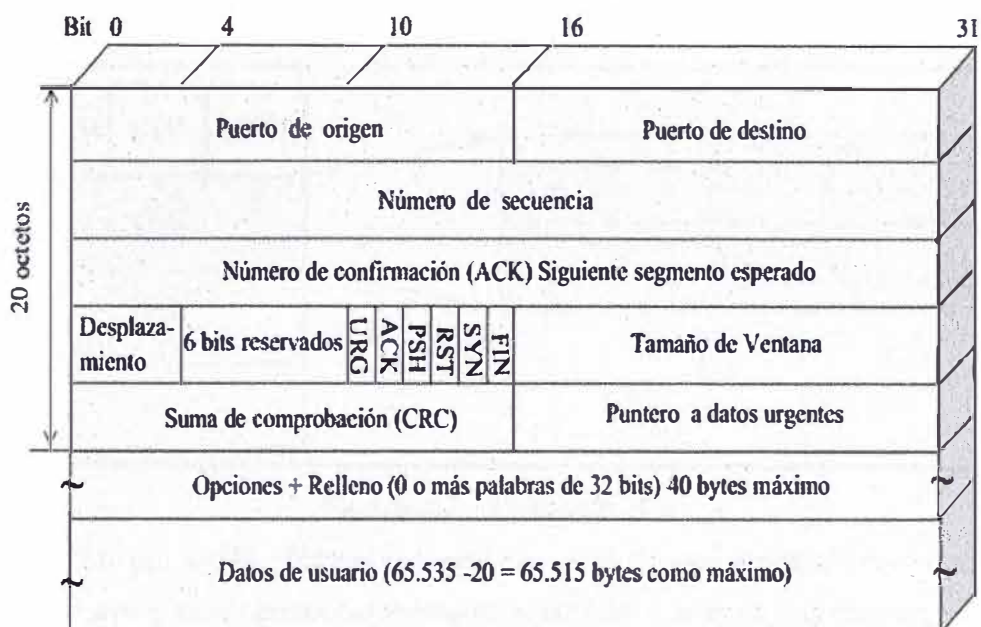 Bit 0 4 10 16 31
20 octetos
Puerto de origen Puerto de destino
Número de secuencia
Número de confirmación (ACK) Siguiente segmento esperado
Desplaza-
miento
6 bits reservados URG ACK PSH RST SYN FIN Tamaño de Ventana
Suma de comprobación (CRC) Puntero a datos urgentes
~ Opciones + Relleno (0 o más palabras de 32 bits) 40 bytes máximo ~
~ Datos de usuario (65.535 -20 = 65.515 bytes como máximo) ~